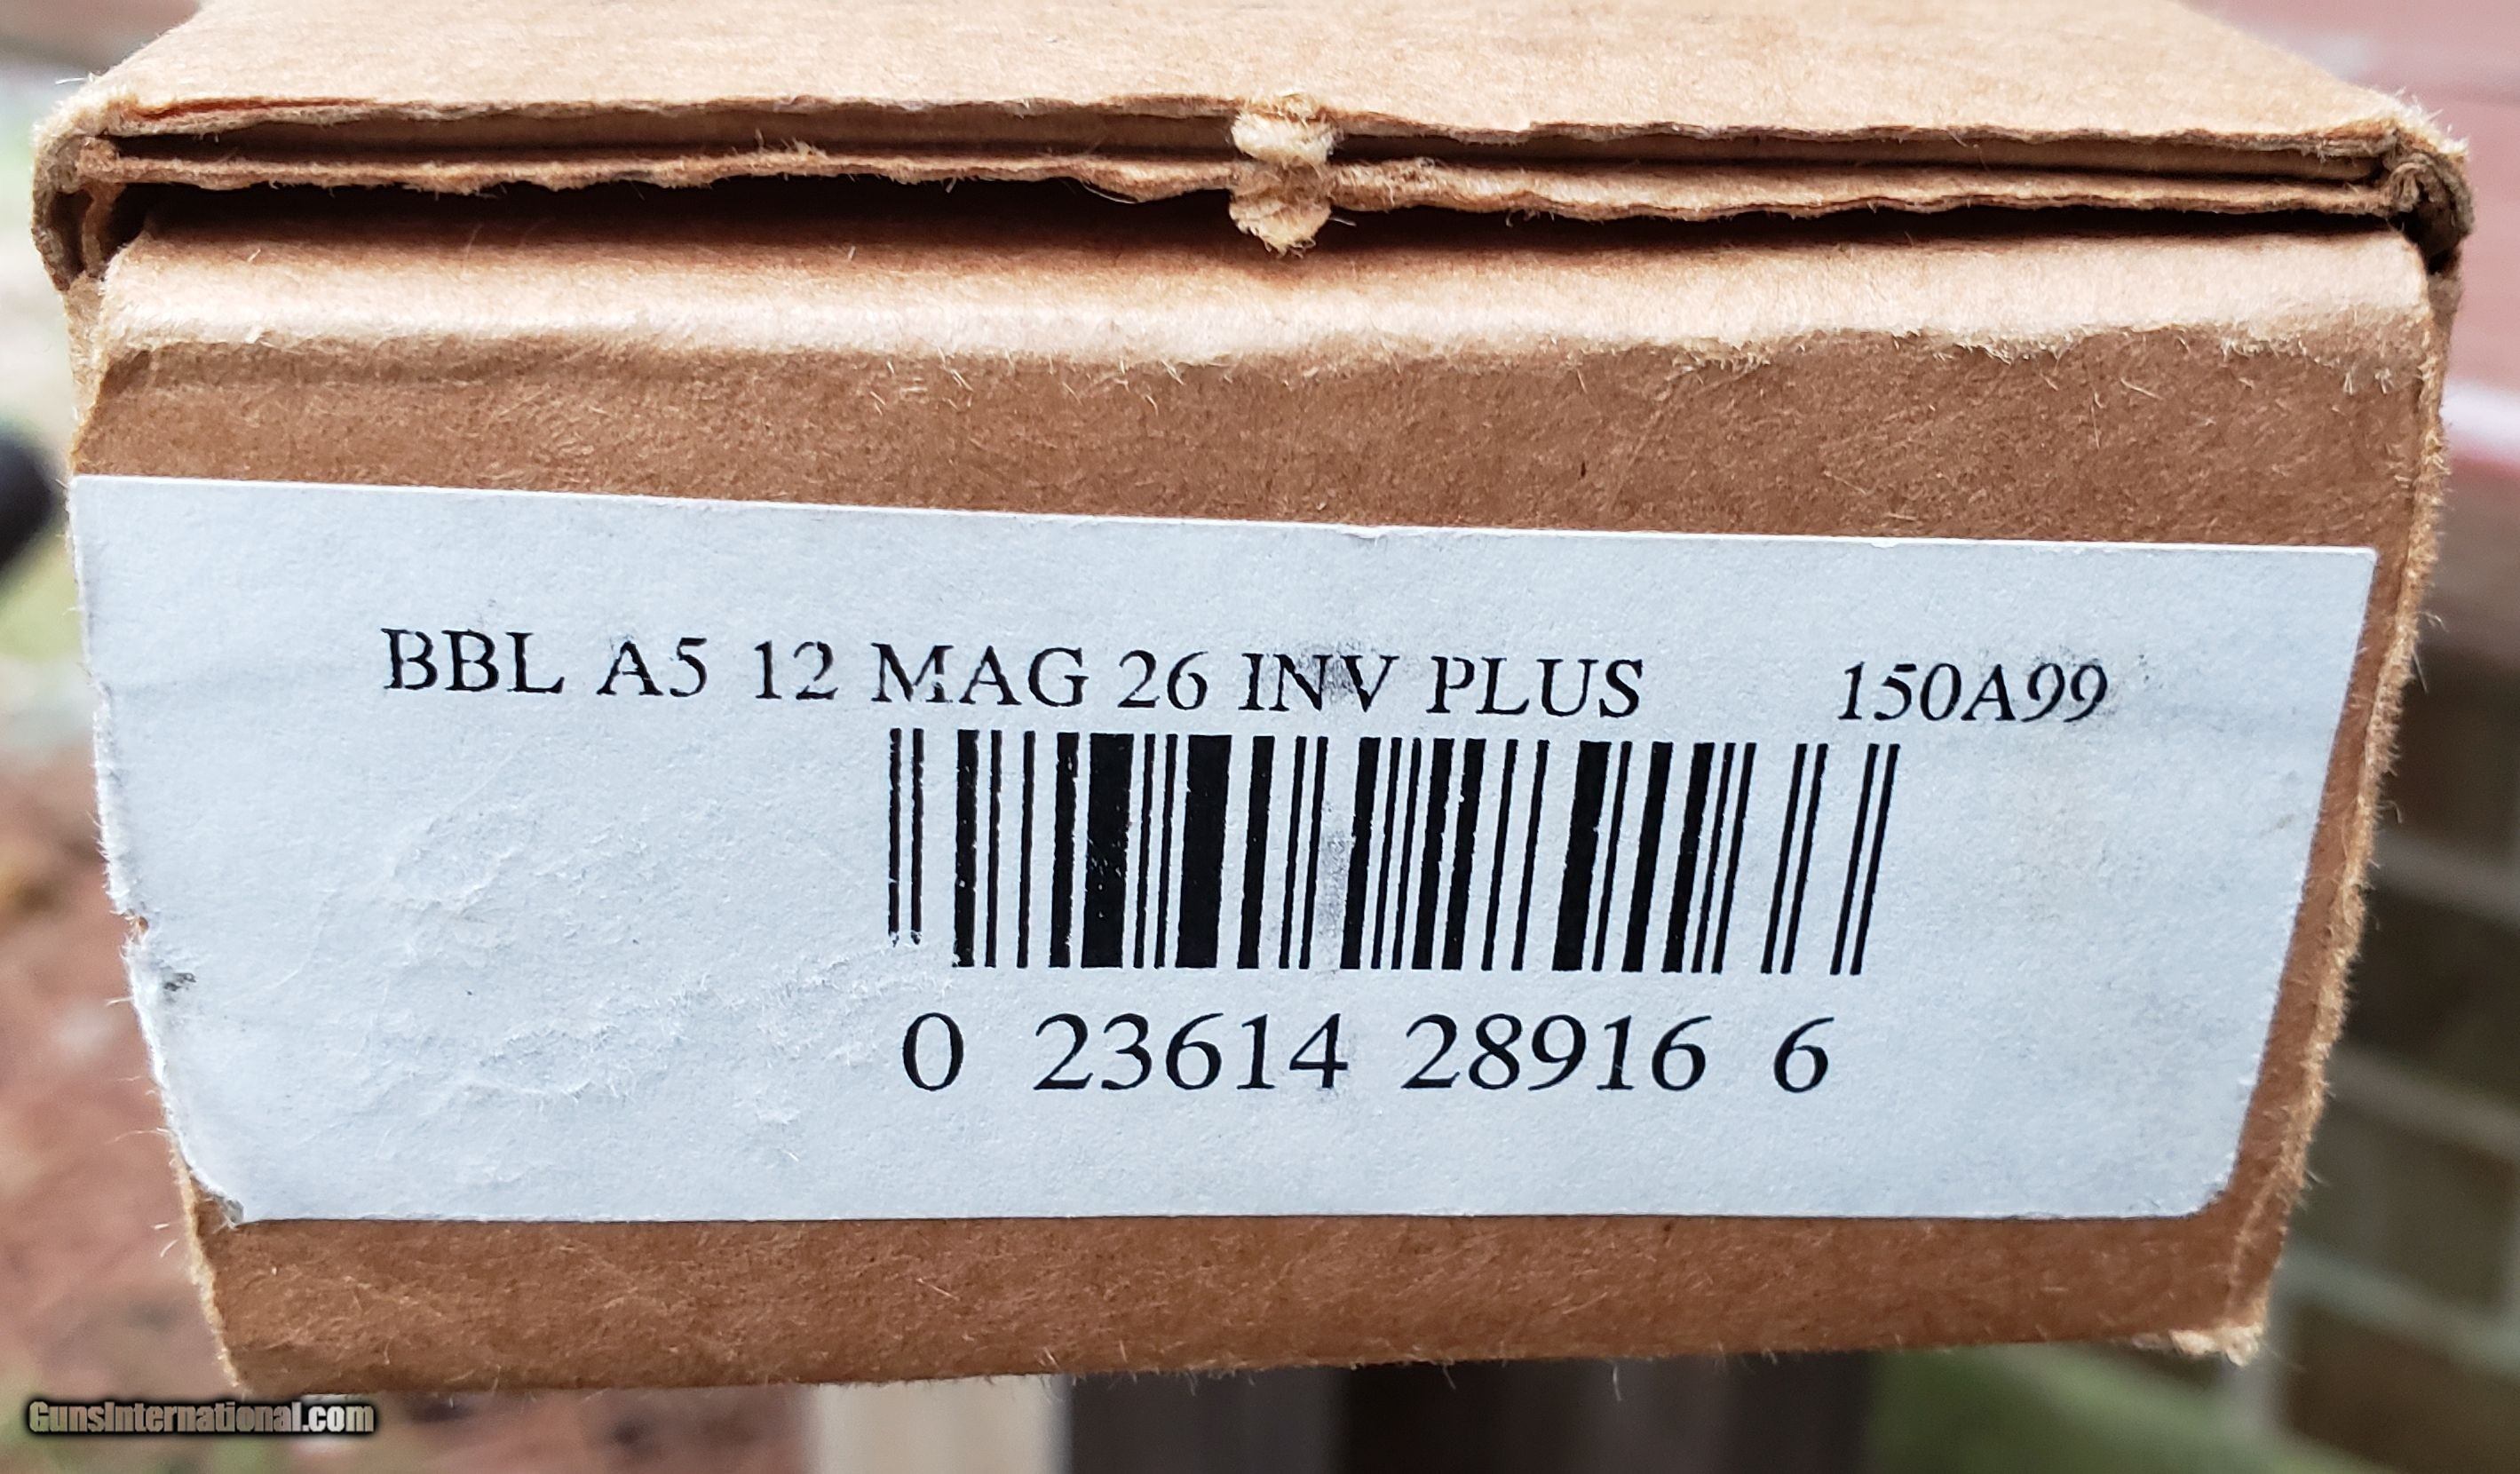 BBL A5 12 MAG 26 INV PLUS 150A99
0 23614 28916 6
GunsInternational.com